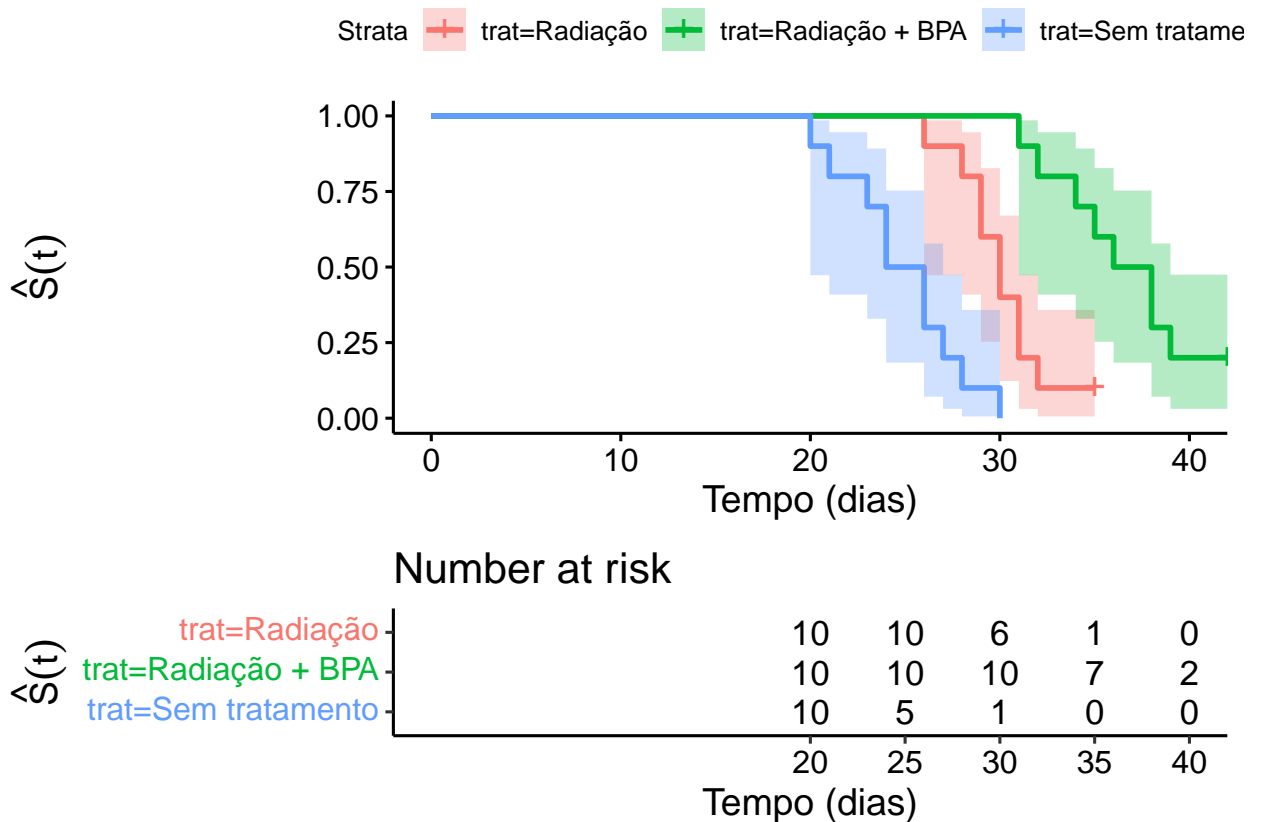 Strata trat=Radiação trat=Radiação + BPA trat=Sem tratame
1.00
0.75
0.50
0.25
0.00
Ŝ(t)
0 10 20 30 40
Tempo (dias)
Number at risk
trat=Radiação 10 10 6 1 0
trat=Radiação + BPA 10 10 10 7 2
trat=Sem tratamento 10 5 1 0 0
Ŝ(t)
20 25 30 35 40
Tempo (dias)